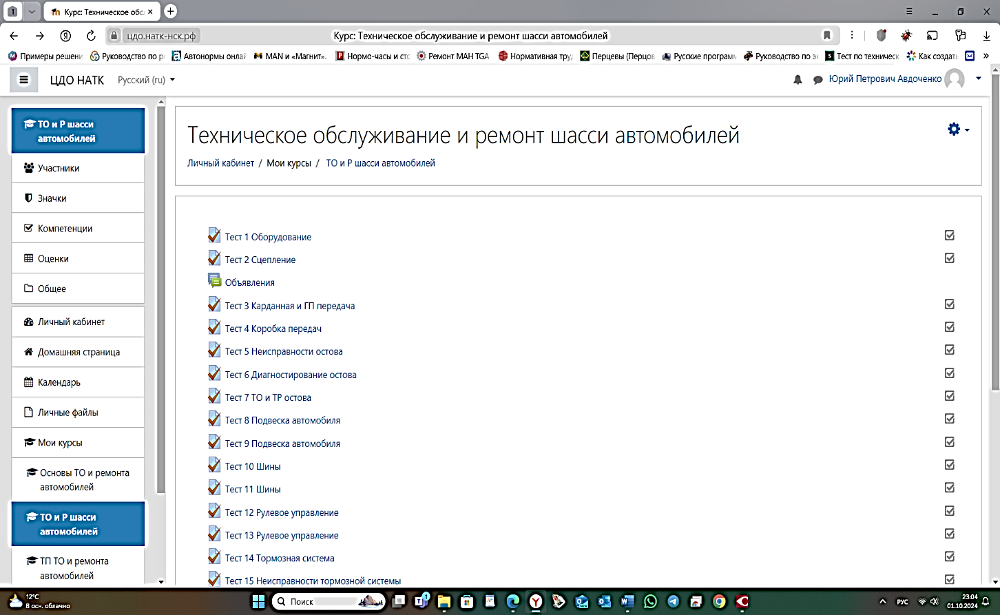 1
Курс: Техническое обс
цдо.натк-нск.рф
Курс: Техническое обслуживание и ремонт шасси автомобилей
Примеры решени
Руководство по р
Автонормы онлай
MAN и «Магнит».
Нормо-часы и стс
Ремонт МАН TGA
Нормативная тру
Перцевы (Перцов
Русские програм
Руководство по эк
Тест по техническ
Как создать
ЦДО НАТК
Русский (ru)
Юрий Петрович Авдоченко
ТО и Р шасси
автомобилей
Участники
Значки
Компетенции
Оценки
Общее
Личный кабинет
Домашняя страница
Календарь
Личные файлы
Мои курсы
Основы ТО и ремонта
автомобилей
ТО и Р шасси
автомобилей
ТП ТО и ремонта
автомобилей
Техническое обслуживание и ремонт шасси автомобилей
Личный кабинет / Мои курсы / ТО и Р шасси автомобилей
Тест 1 Оборудование
Тест 2 Сцепление
Объявления
Тест 3 Карданная и ГП передача
Тест 4 Коробка передач
Тест 5 Неисправности остова
Тест 6 Диагностирование остова
Тест 7 ТО и ТР остова
Тест 8 Подвеска автомобиля
Тест 9 Подвеска автомобиля
Тест 10 Шины
Тест 11 Шины
Тест 12 Рулевое управление
Тест 13 Рулевое управление
Тест 14 Тормозная система
Тест 15 Неисправности тормозной системы
12°C
В осн. облачно
Поиск
1
РУС
23:04
01.10.2024